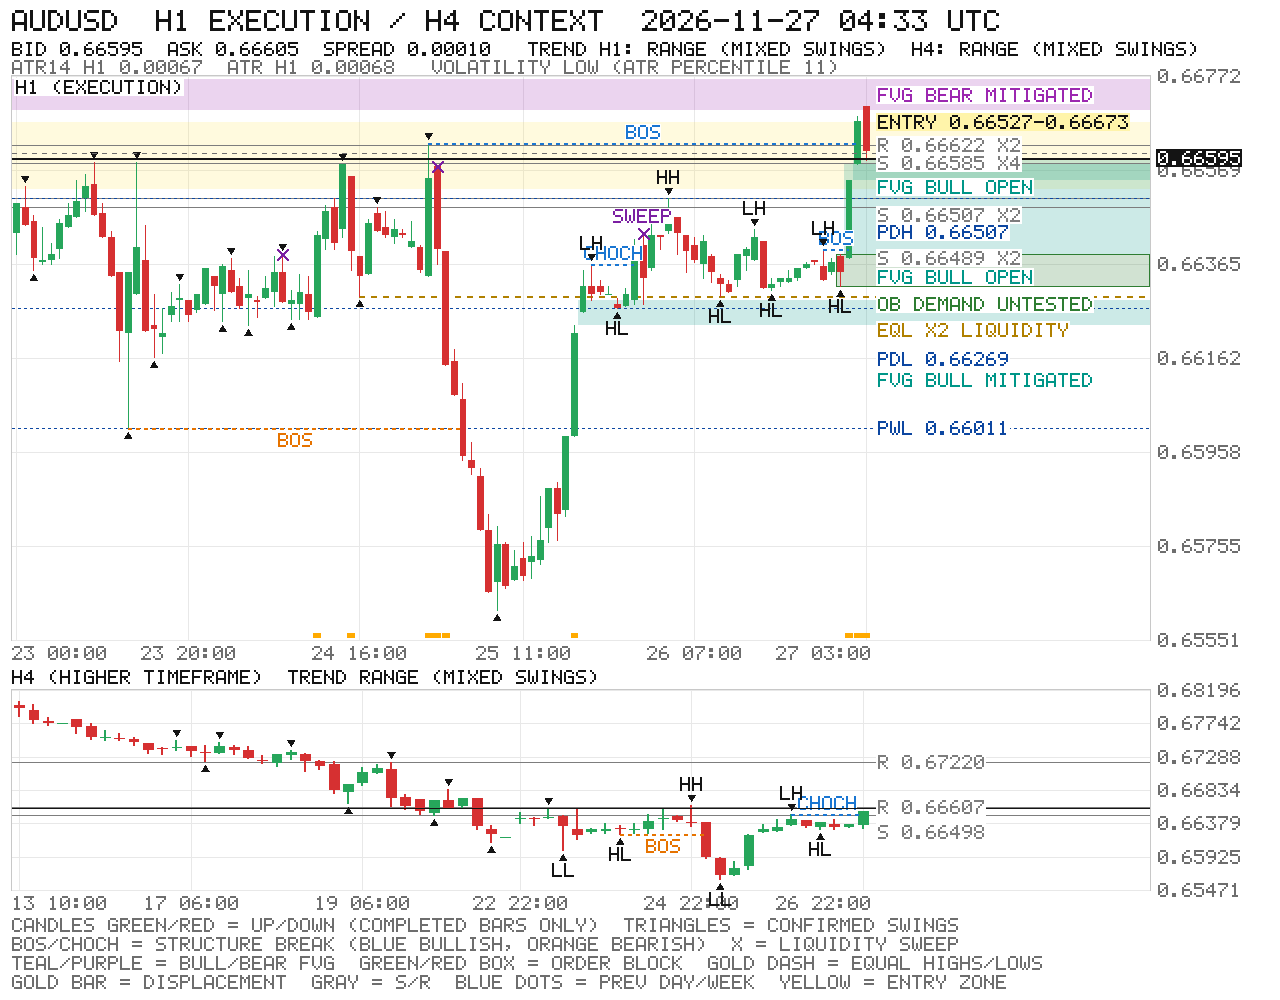 AUDUSD  H1 EXECUTION / H4 CONTEXT  2026-11-27 04:33 UTC
BID 0.66595  ASK 0.66605  SPREAD 0.00010  TREND H1: RANGE (MIXED SWINGS)  H4: RANGE (MIXED SWINGS)
ATR14 H1 0.00067  ATR H1 0.00068  VOLATILITY LOW (ATR PERCENTILE 11)
H1 (EXECUTION)
0.66772
FVG BEAR MITIGATED
ENTRY 0.66527-0.66673
BOS
R 0.66622 X2
0.66595
S 0.66585 X4
0.66569
HH
FVG BULL OPEN
LH
SWEEP
S 0.66507 X2
LH
PDH 0.66507
BOS
LH
CHOCH
S 0.66489 X2
0.66365
FVG BULL OPEN
HL
HL
HL
HL
OB DEMAND UNTESTED
EQL X2 LIQUIDITY
PDL 0.66269
0.66162
FVG BULL MITIGATED
PWL 0.66011
BOS
0.65958
0.65755
0.65551
23 00:00  23 20:00  24 16:00  25 11:00  26 07:00  27 03:00
H4 (HIGHER TIMEFRAME)  TREND RANGE (MIXED SWINGS)
0.68196
0.67742
0.67288
R 0.67220
0.66834
HH
LH
CHOCH
R 0.66607
0.66379
S 0.66498
BOS
HL
HL
0.65925
LL
0.65471
LL
13 10:00  17 06:00  19 06:00  22 22:00  24 22:00  26 22:00
CANDLES GREEN/RED = UP/DOWN (COMPLETED BARS ONLY)  TRIANGLES = CONFIRMED SWINGS
BOS/CHOCH = STRUCTURE BREAK (BLUE BULLISH, ORANGE BEARISH)  X = LIQUIDITY SWEEP
TEAL/PURPLE = BULL/BEAR FVG  GREEN/RED BOX = ORDER BLOCK  GOLD DASH = EQUAL HIGHS/LOWS
GOLD BAR = DISPLACEMENT  GRAY = S/R  BLUE DOTS = PREV DAY/WEEK  YELLOW = ENTRY ZONE